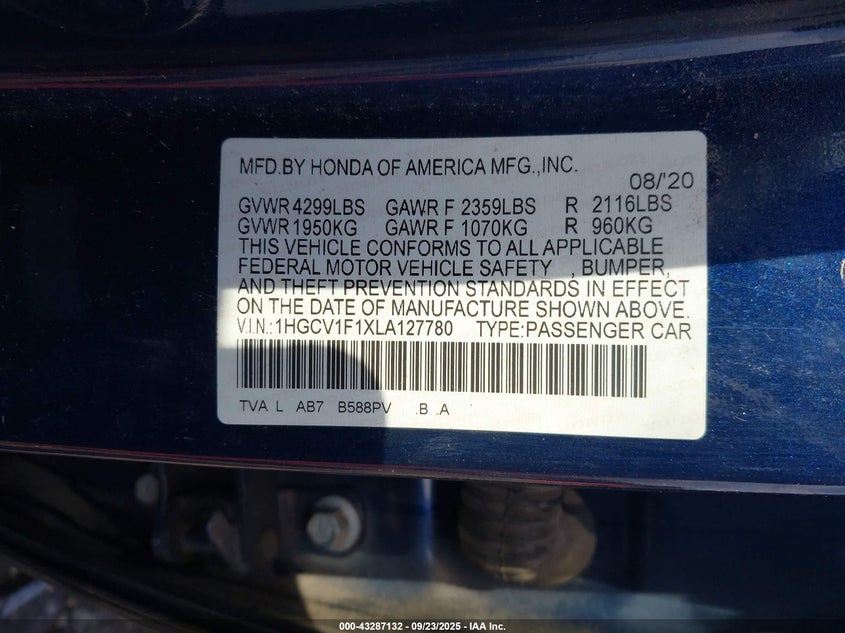 MFD.BY HONDA OF AMERICA MFG.,INC.
08/'20
GVWR 4299LBS GAWR F 2359LBS R 2116LBS
GVWR 1950KG GAWR F 1070KG R 960KG
THIS VEHICLE CONFORMS TO ALL APPLICABLE
FEDERAL MOTOR VEHICLE SAFETY , BUMPER,
AND THEFT PREVENTION STANDARDS IN EFFECT
ON THE DATE OF MANUFACTURE SHOWN ABOVE.
V.I.N.:1HGCV1F1XLA127780 TYPE:PASSENGER CAR
TVA L AB7 B588PV .B .A
000-43287132 - 09/23/2025 - IAA Inc.